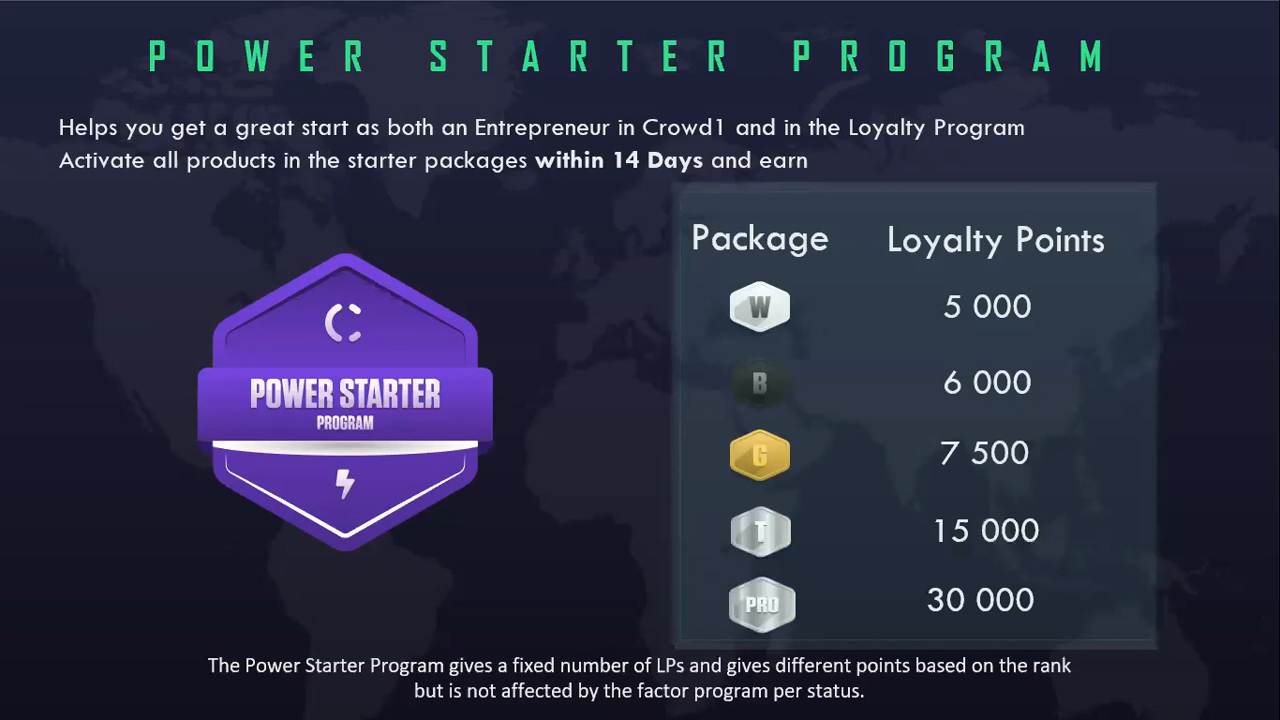 POWER STARTER PROGRAM
Helps you get a great start as both an Entrepreneur in Crowd1 and in the Loyalty Program
Activate all products in the starter packages within 14 Days and earn
Package Loyalty Points
W 5 000
B 6 000
G 7 500
T 15 000
PRO 30 000
POWER STARTER
PROGRAM
The Power Starter Program gives a fixed number of LPs and gives different points based on the rank
but is not affected by the factor program per status.